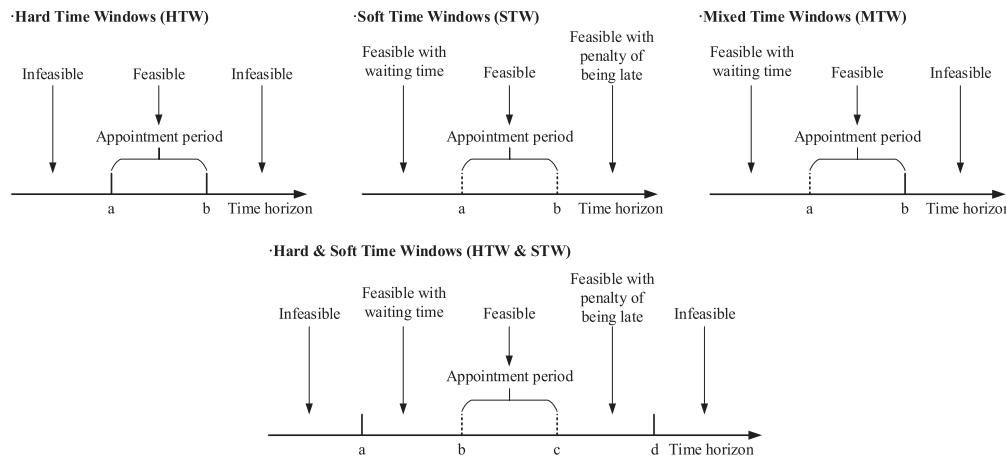 ·Hard Time Windows (HTW)
Infeasible
Feasible
Infeasible
Appointment period
a
b
Time horizon
·Soft Time Windows (STW)
Feasible with
waiting time
Feasible
Feasible with
penalty of
being late
Appointment period
a
b
Time horizon
·Mixed Time Windows (MTW)
Feasible with
waiting time
Feasible
Infeasible
Appointment period
a
b
Time horizon
·Hard & Soft Time Windows (HTW & STW)
Infeasible
Feasible with
waiting time
Feasible
Feasible with
penalty of
being late
Infeasible
Appointment period
a
b
c
d
Time horizon